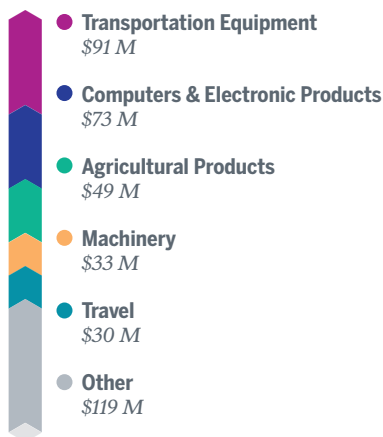 Transportation Equipment
$91 M
Computers & Electronic Products
$73 M
Agricultural Products
$49 M
Machinery
$33 M
Travel
$30 M
Other
$119 M